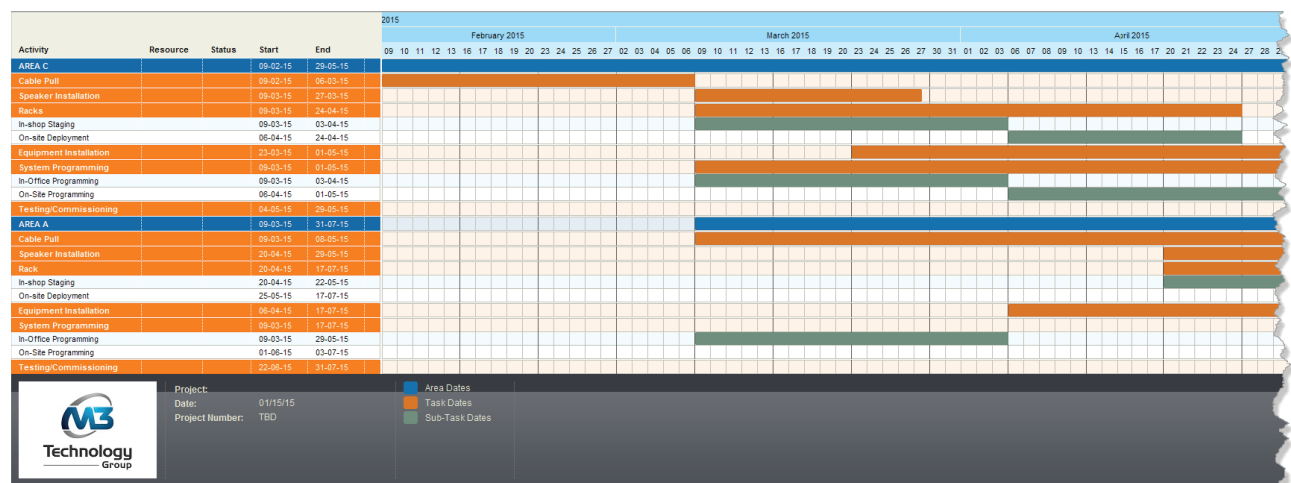 2015
February 2015 March 2015 April 2015
Activity Resource Status Start End 09 10 11 12 13 16 17 18 19 20 23 24 25 26 27 02 03 04 05 06 09 10 11 12 13 16 17 18 19 20 23 24 25 26 27 30 31 01 02 03 06 07 08 09 10 13 14 15 16 17 20 21 22 23 24 27 28
AREA C 09-02-15 29-05-15
Cable Pull 09-02-15 06-03-15
Speaker Installation 09-03-15 27-03-15
Racks 09-03-15 24-04-15
In-shop Staging 09-03-15 03-04-15
On-site Deployment 06-04-15 24-04-15
Equipment Installation 23-03-15 01-05-15
System Programming 09-03-15 01-05-15
In-Office Programming 09-03-15 03-04-15
On-Site Programming 06-04-15 01-05-15
Testing/Commissioning 04-05-15 29-05-15
AREA A 09-03-15 31-07-15
Cable Pull 09-03-15 08-05-15
Speaker Installation 20-04-15 29-05-15
Rack 20-04-15 17-07-15
In-shop Staging 20-04-15 22-05-15
On-site Deployment 25-05-15 17-07-15
Equipment Installation 06-04-15 17-07-15
System Programming 09-03-15 17-07-15
In-Office Programming 09-03-15 29-05-15
On-Site Programming 01-06-15 03-07-15
Testing/Commissioning 22-06-15 31-07-15
M3
Technology
Group
Project:
Date: 01/15/15
Project Number: TBD
Area Dates
Task Dates
Sub-Task Dates